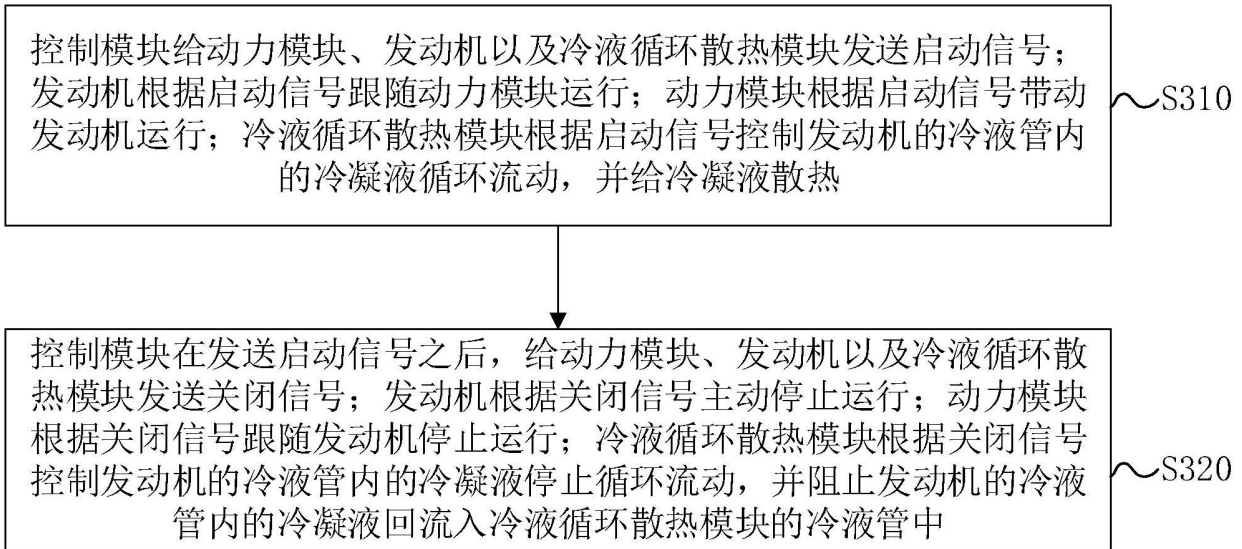 控制模块给动力模块、发动机以及冷液循环散热模块发送启动信号；
发动机根据启动信号跟随动力模块运行；动力模块根据启动信号带动
发动机运行；冷液循环散热模块根据启动信号控制发动机的冷液管内
的冷凝液循环流动，并给冷凝液散热
S310
控制模块在发送启动信号之后，给动力模块、发动机以及冷液循环散
热模块发送关闭信号；发动机根据关闭信号主动停止运行；动力模块
根据关闭信号跟随发动机停止运行；冷液循环散热模块根据关闭信号
控制发动机的冷液管内的冷凝液停止循环流动，并阻止发动机的冷液
管内的冷凝液回流入冷液循环散热模块的冷液管中
S320